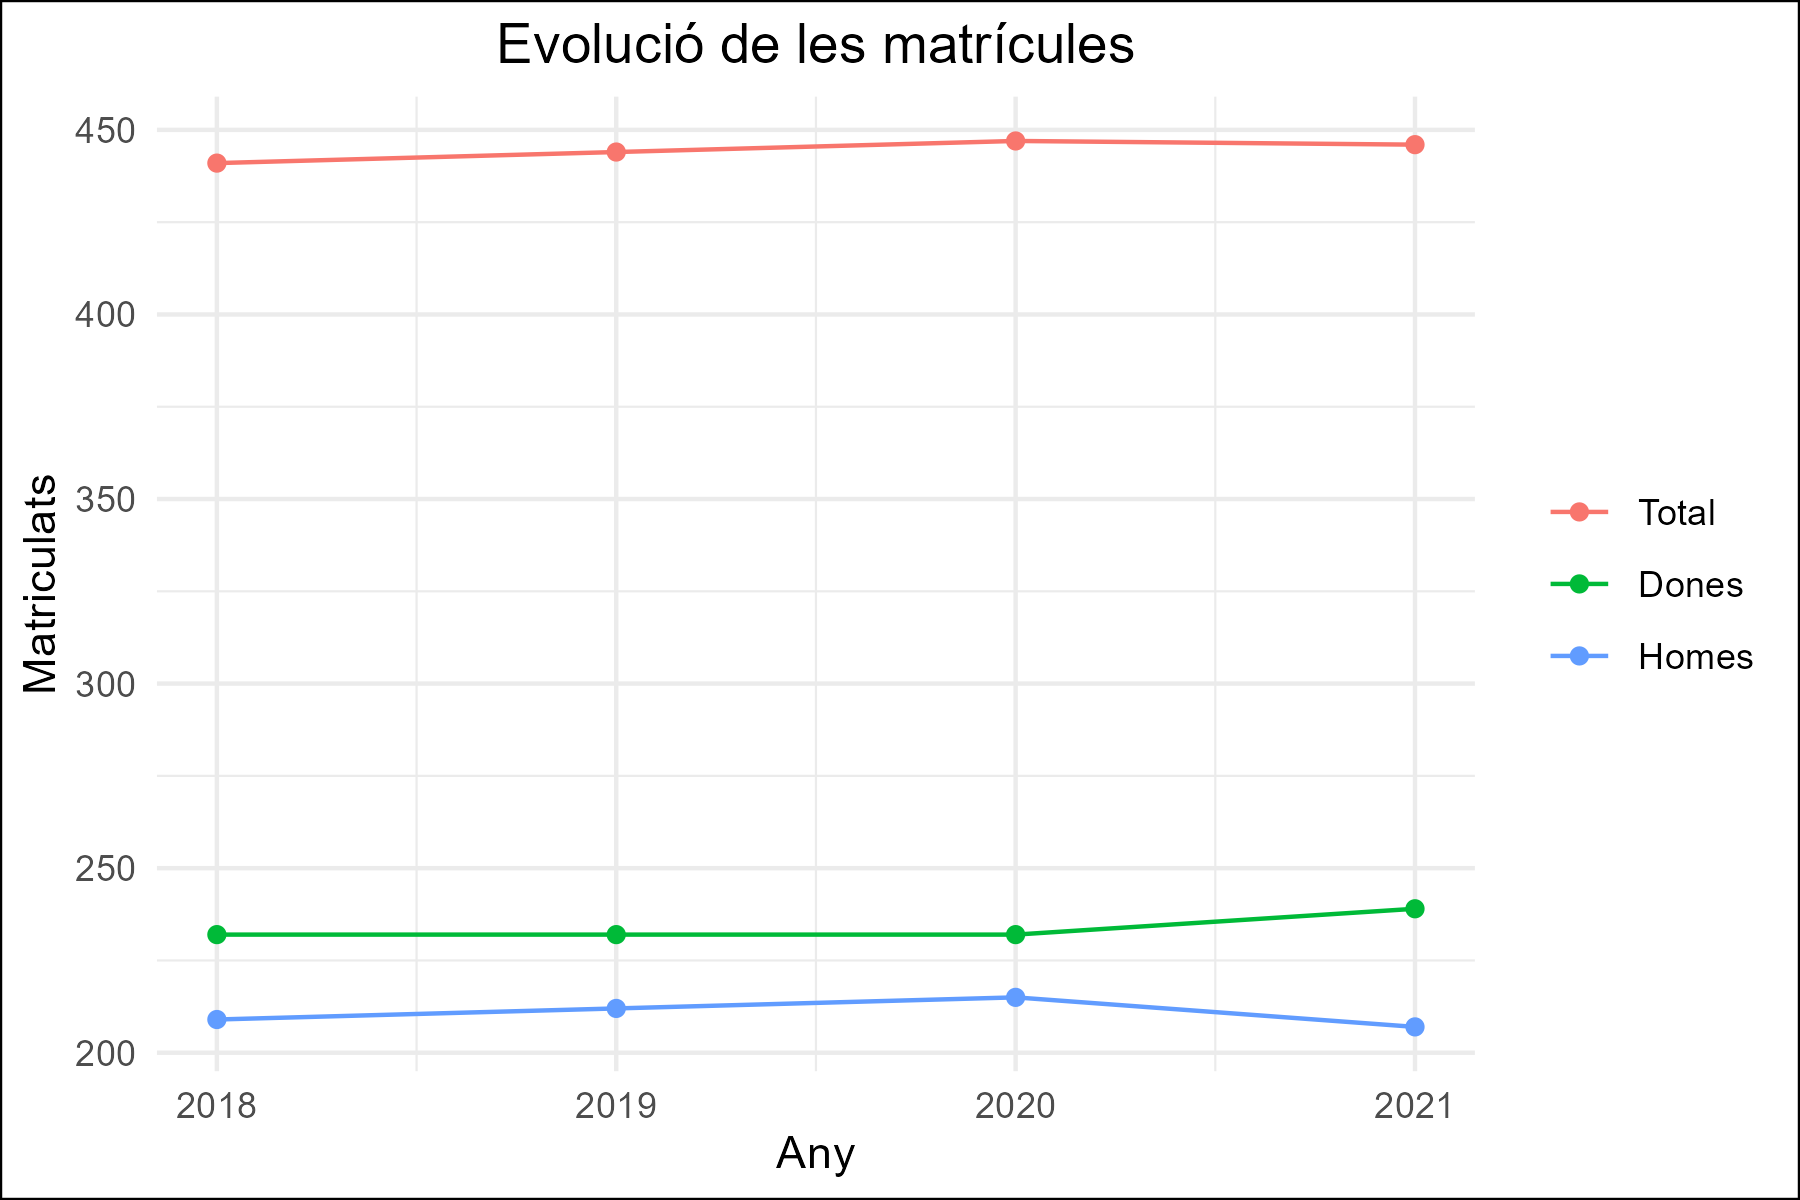 Evolució de les matrícules
450
400
350
300
250
200
Matriculats
2018 2019 2020 2021
Any
Total
Dones
Homes